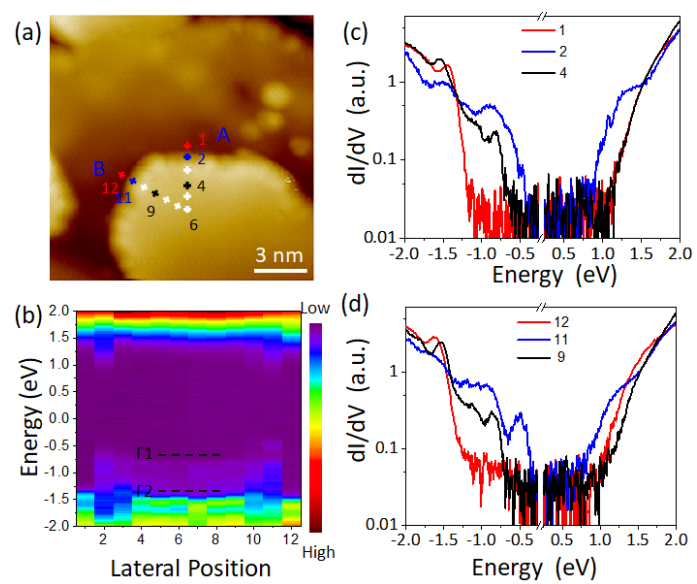 (a)
A
1
2
B
12
11
4
9
6
3 nm
(b)
Low
2.0
1.5
1.0
0.5
0.0
-0.5
-1.0
-1.5
-2.0
Energy (eV)
Γ1
Γ2
2 4 6 8 10 12
Lateral Position
High
(c)
1
2
4
dI/dV (a.u.)
1
0.1
0.01
-2.0 -1.5 -1.0 -0.5 0.5 1.0 1.5 2.0
Energy (eV)
(d)
12
11
9
dI/dV (a.u.)
1
0.1
0.01
-2.0 -1.5 -1.0 -0.5 0.5 1.0 1.5 2.0
Energy (eV)